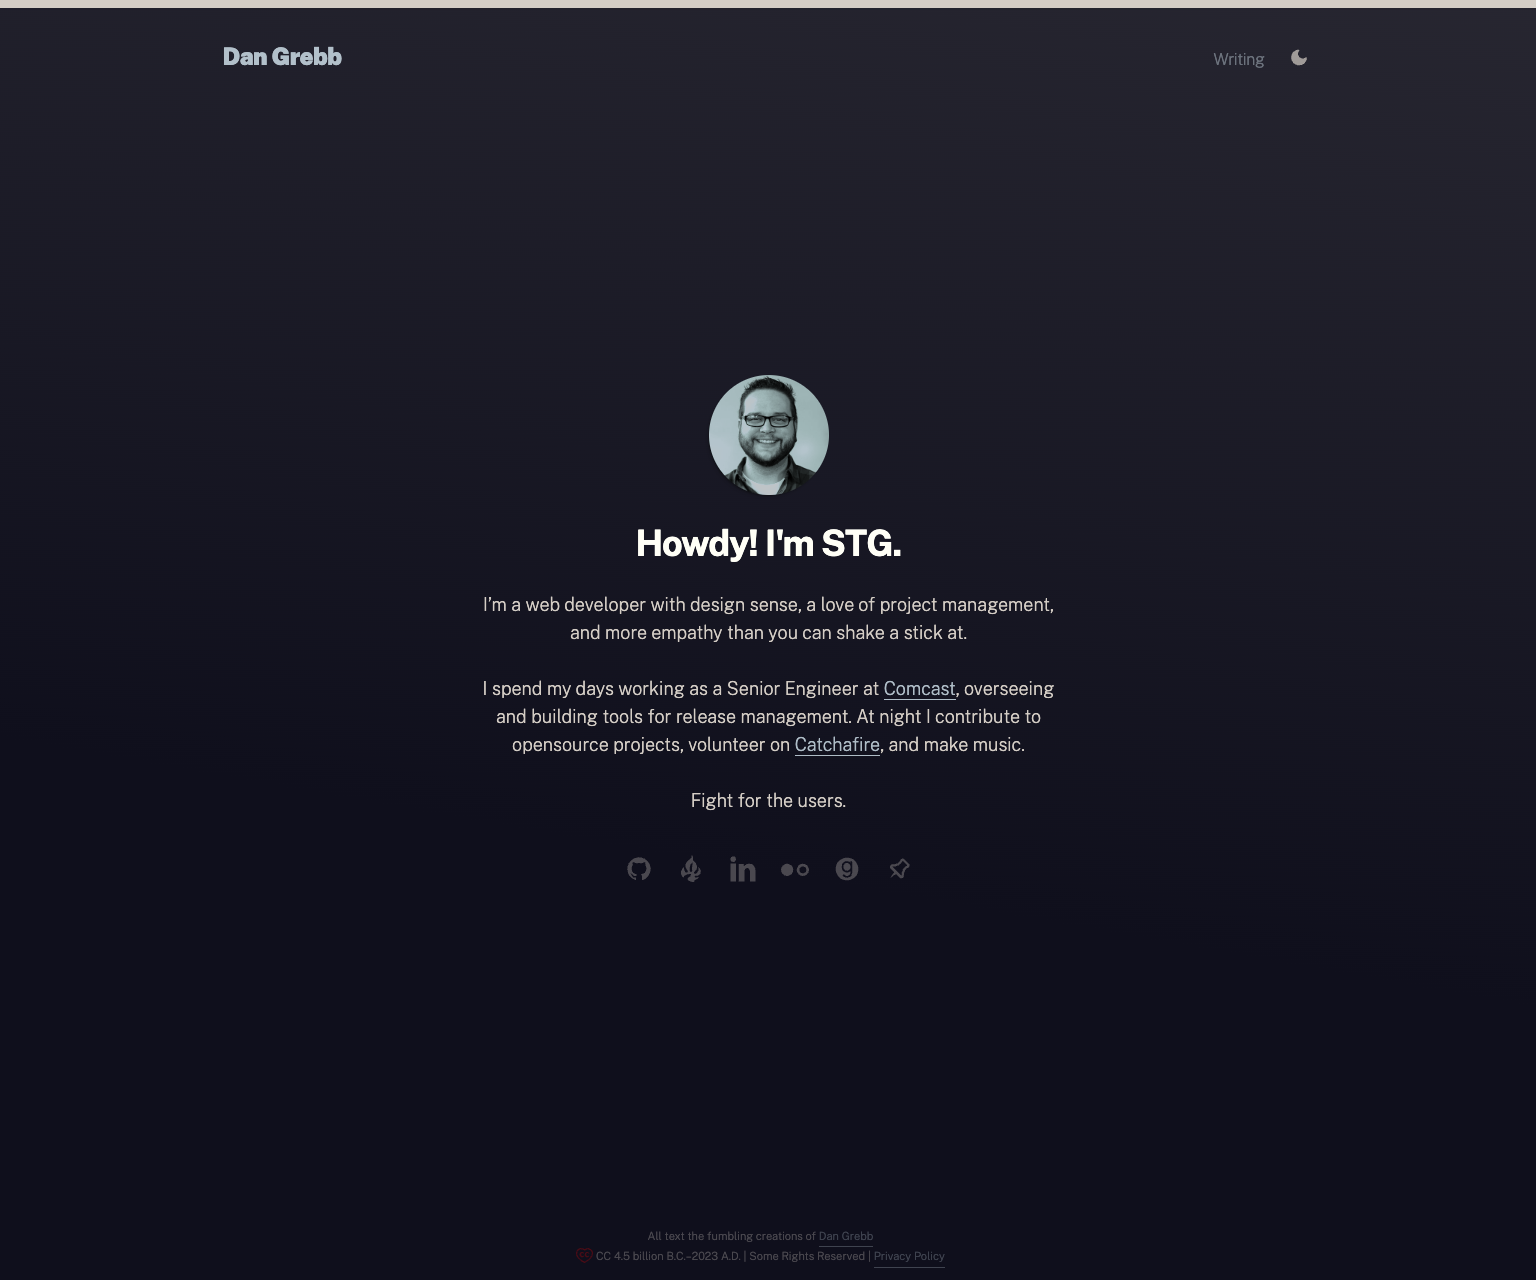 Dan Grebb
Writing
Howdy! I'm STG.
I’m a web developer with design sense, a love of project management,
and more empathy than you can shake a stick at.
I spend my days working as a Senior Engineer at Comcast, overseeing
and building tools for release management. At night I contribute to
opensource projects, volunteer on Catchafire, and make music.
Fight for the users.
All text the fumbling creations of Dan Grebb
CC 4.5 billion B.C.–2023 A.D. | Some Rights Reserved | Privacy Policy